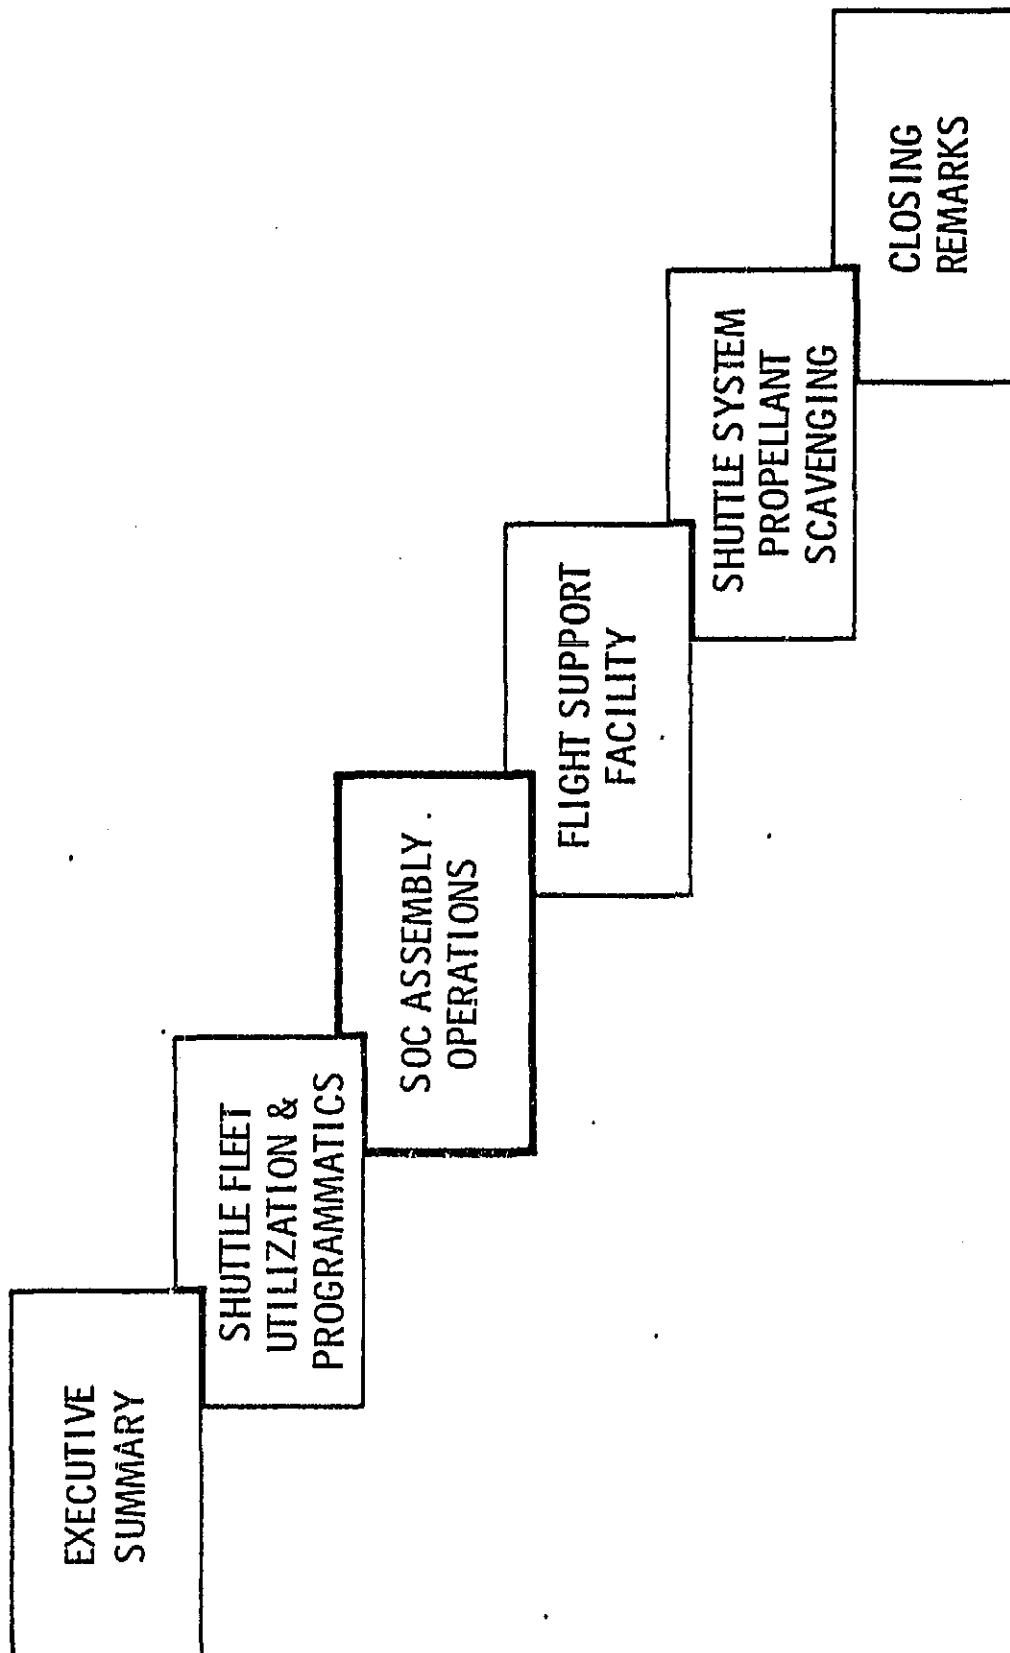 EXECUTIVE
SUMMARY
SHUTTLE FLEET
UTILIZATION &
PROGRAMMATICS
SOC ASSEMBLY
OPERATIONS
FLIGHT SUPPORT
FACILITY
SHUTTLE SYSTEM
PROPELLANT
SCAVENGING
CLOSING
REMARKS